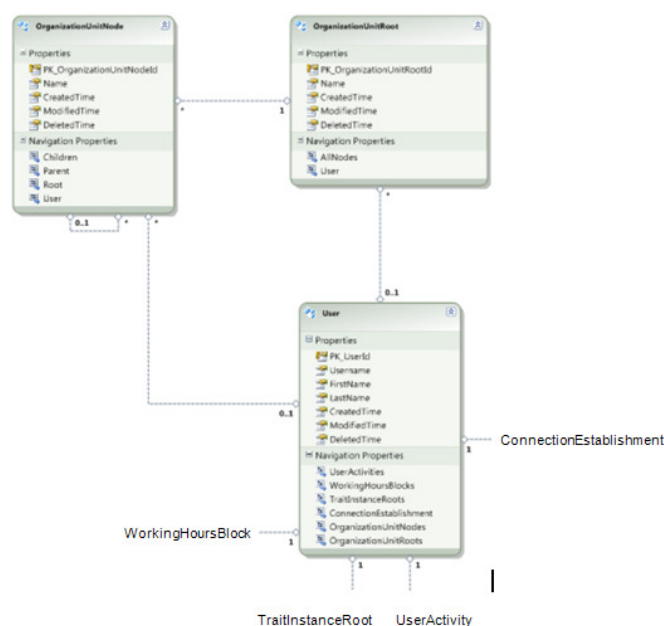 OrganizationUnitNode
Properties
PK_OrganizationUnitNodeId
Name
CreatedTime
ModifiedTime
DeletedTime
Navigation Properties
Children
Parent
Root
User
OrganizationUnitRoot
Properties
PK_OrganizationUnitRootId
Name
CreatedTime
ModifiedTime
DeletedTime
Navigation Properties
AllNodes
User
*
1
0..1
*
*
*
0..1
User
Properties
PK_UserId
Username
FirstName
LastName
CreatedTime
ModifiedTime
DeletedTime
Navigation Properties
UserActivities
WorkingHoursBlocks
TraitInstanceRoots
ConnectionEstablishment
OrganizationUnitNodes
OrganizationUnitRoots
0..1
1
ConnectionEstablishment
WorkingHoursBlock
1
1
1
TraitInstanceRoot
UserActivity